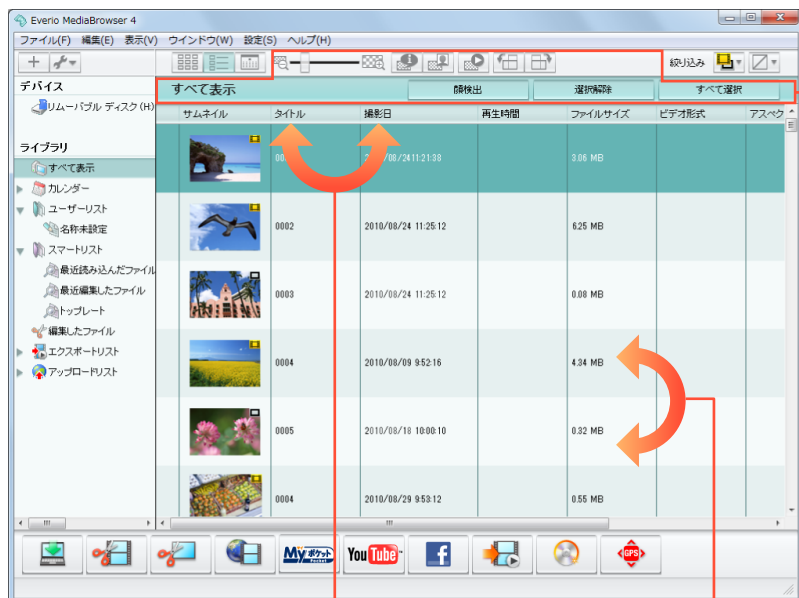 Everio MediaBrowser 4
ファイル(F) 編集(E) 表示(V) ウインドウ(W) 設定(S) ヘルプ(H)
絞り込み
デバイス
リムーバブル ディスク (H)
ライブラリ
すべて表示
カレンダー
ユーザーリスト
名称未設定
スマートリスト
最近読み込んだファイル
最近編集したファイル
トップレート
編集したファイル
エクスポートリスト
アップロードリスト
すべて表示 顔検出 選択解除 すべて選択
サムネイル タイトル 撮影日 再生時間 ファイルサイズ ビデオ形式 アスペク
/08/24 11:21:38 3.06 MB
0002 2010/08/24 11:25:12 6.25 MB
0003 2010/08/24 11:25:12 0.08 MB
0004 2010/08/09 9:52:16 4.34 MB
0005 2010/08/18 10:00:10 0.32 MB
0004 2010/08/29 9:53:12 0.55 MB
Myポケット Pocket You Tube f GPS